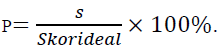 P= s / Skorideal × 100%.